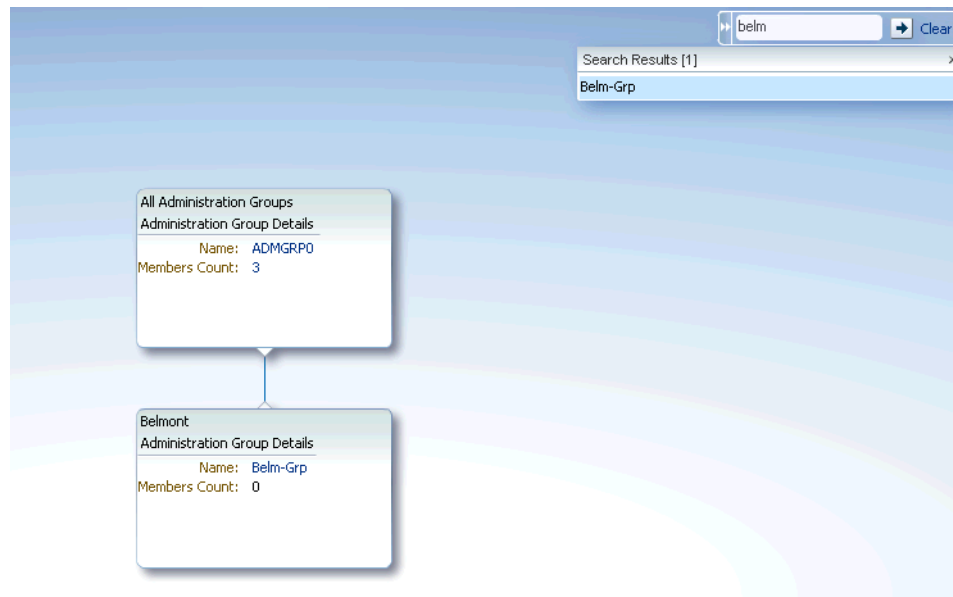 belm
Clear
Search Results [1]
Belm-Grp
All Administration Groups
Administration Group Details
Name: ADMGRP0
Members Count: 3
Belmont
Administration Group Details
Name: Belm-Grp
Members Count: 0